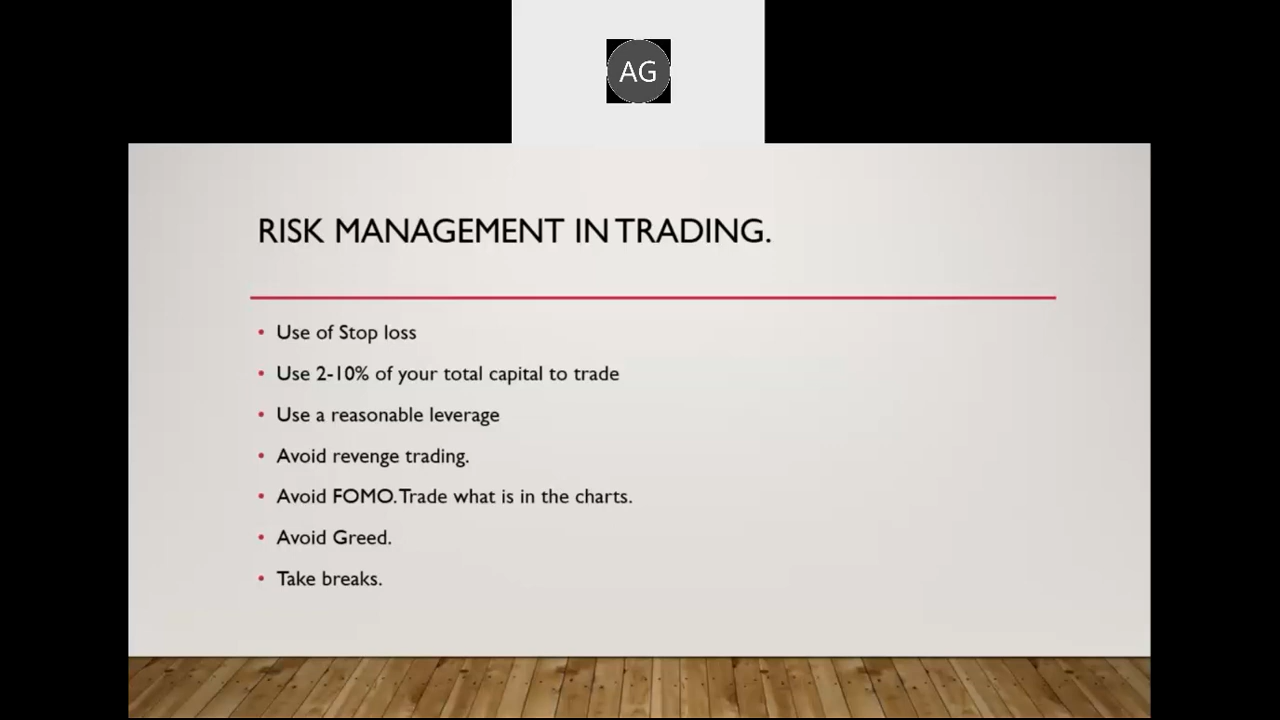 AG
RISK MANAGEMENT IN TRADING.
• Use of Stop loss
• Use 2-10% of your total capital to trade
• Use a reasonable leverage
• Avoid revenge trading.
• Avoid FOMO. Trade what is in the charts.
• Avoid Greed.
• Take breaks.